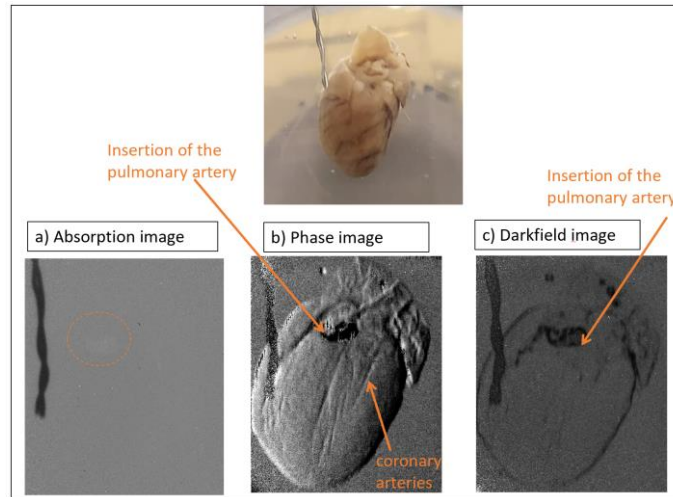 Insertion of the
pulmonary artery
Insertion of the
pulmonary artery
a) Absorption image
b) Phase image
c) Darkfield image
coronary
arteries